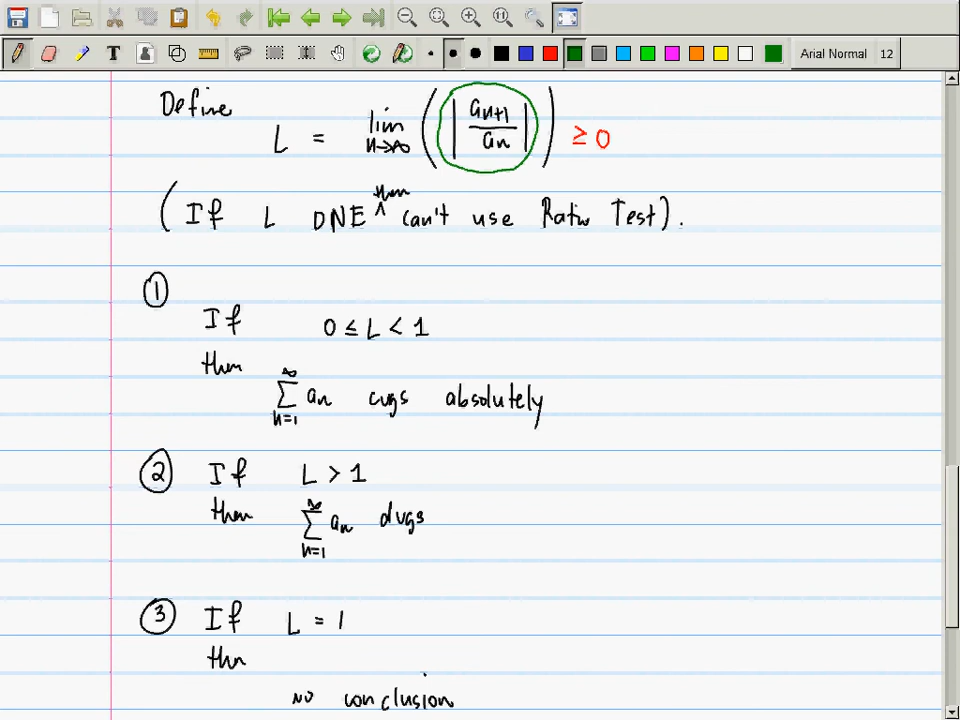 Arial Normal 12
Define
L = lim n→∞ ( | an+1 / an | ) ≥ 0
then
(If L DNE ^ can't use Ratio Test).
1
If 0 ≤ L < 1
then
∞ ∑ n=1 an cvgs absolutely
2 If L > 1
then ∞ ∑ n=1 an dvgs
3 If L = 1
thn
no conclusion